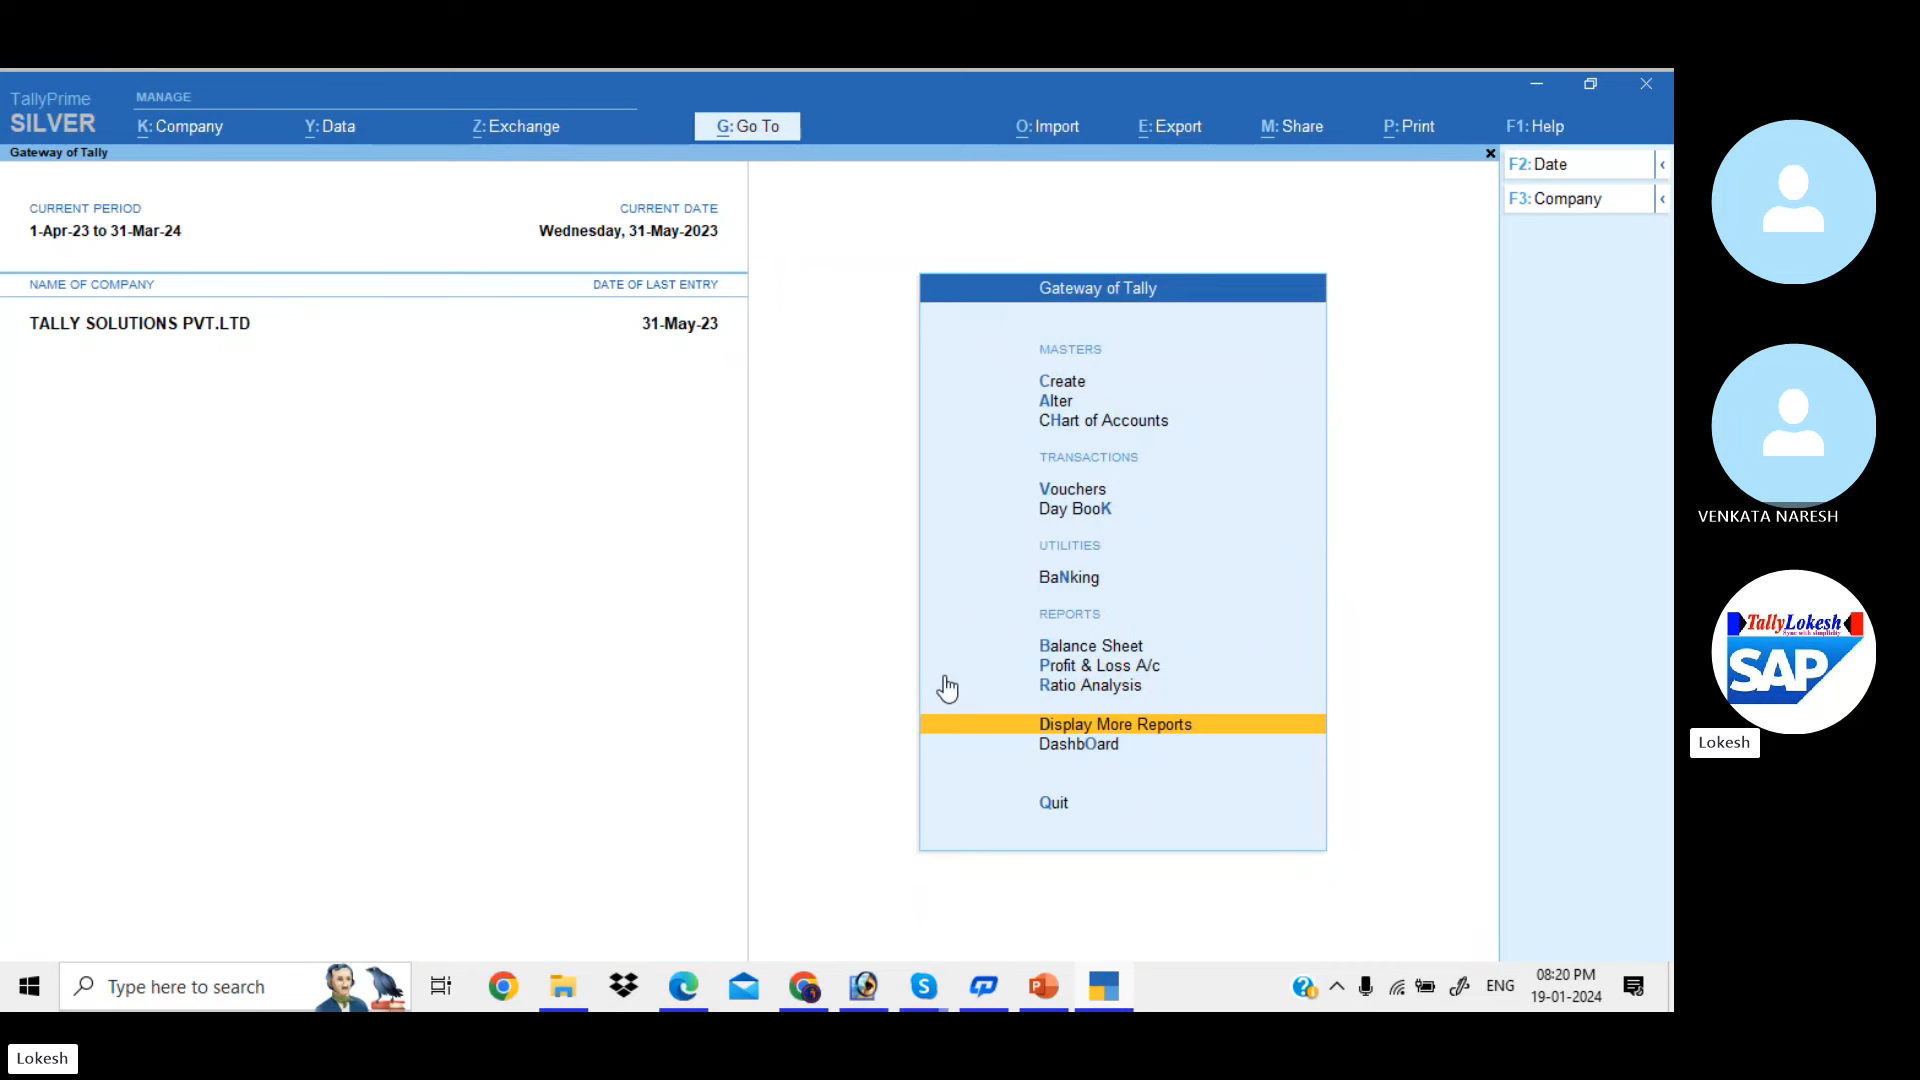 TallyPrime
SILVER
MANAGE
K: Company
Y: Data
Z: Exchange
G: Go To
O: Import
E: Export
M: Share
P: Print
F1: Help
Gateway of Tally
F2: Date
F3: Company
CURRENT PERIOD
CURRENT DATE
1-Apr-23 to 31-Mar-24
Wednesday, 31-May-2023
NAME OF COMPANY
DATE OF LAST ENTRY
TALLY SOLUTIONS PVT.LTD
31-May-23
Gateway of Tally
MASTERS
Create
Alter
CHart of Accounts
TRANSACTIONS
Vouchers
Day BooK
UTILITIES
BaNking
REPORTS
Balance Sheet
Profit & Loss A/c
Ratio Analysis
Display More Reports
DashbOard
Quit
VENKATA NARESH
TallyLokesh
Sync with simplicity
SAP
Lokesh
Type here to search
ENG
08:20 PM
19-01-2024
Lokesh